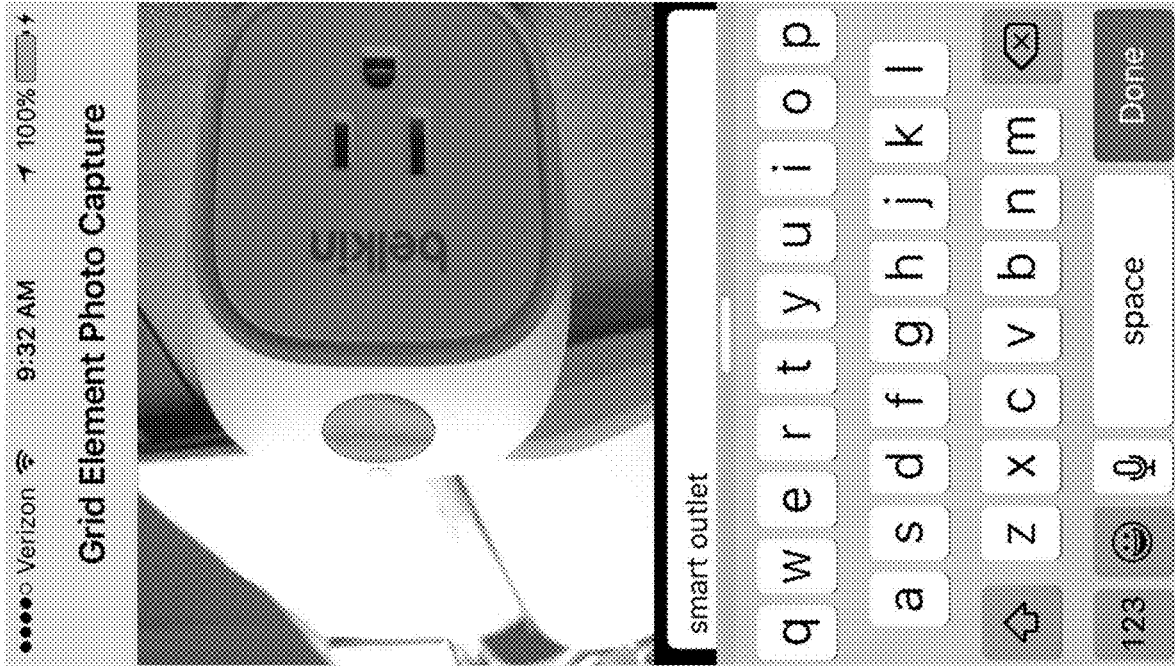 Verizon 9:32 AM 100%
Grid Element Photo Capture
belkin
smart outlet
q w e r t y u i o p
a s d f g h j k l
z x c v b n m
123 space Done